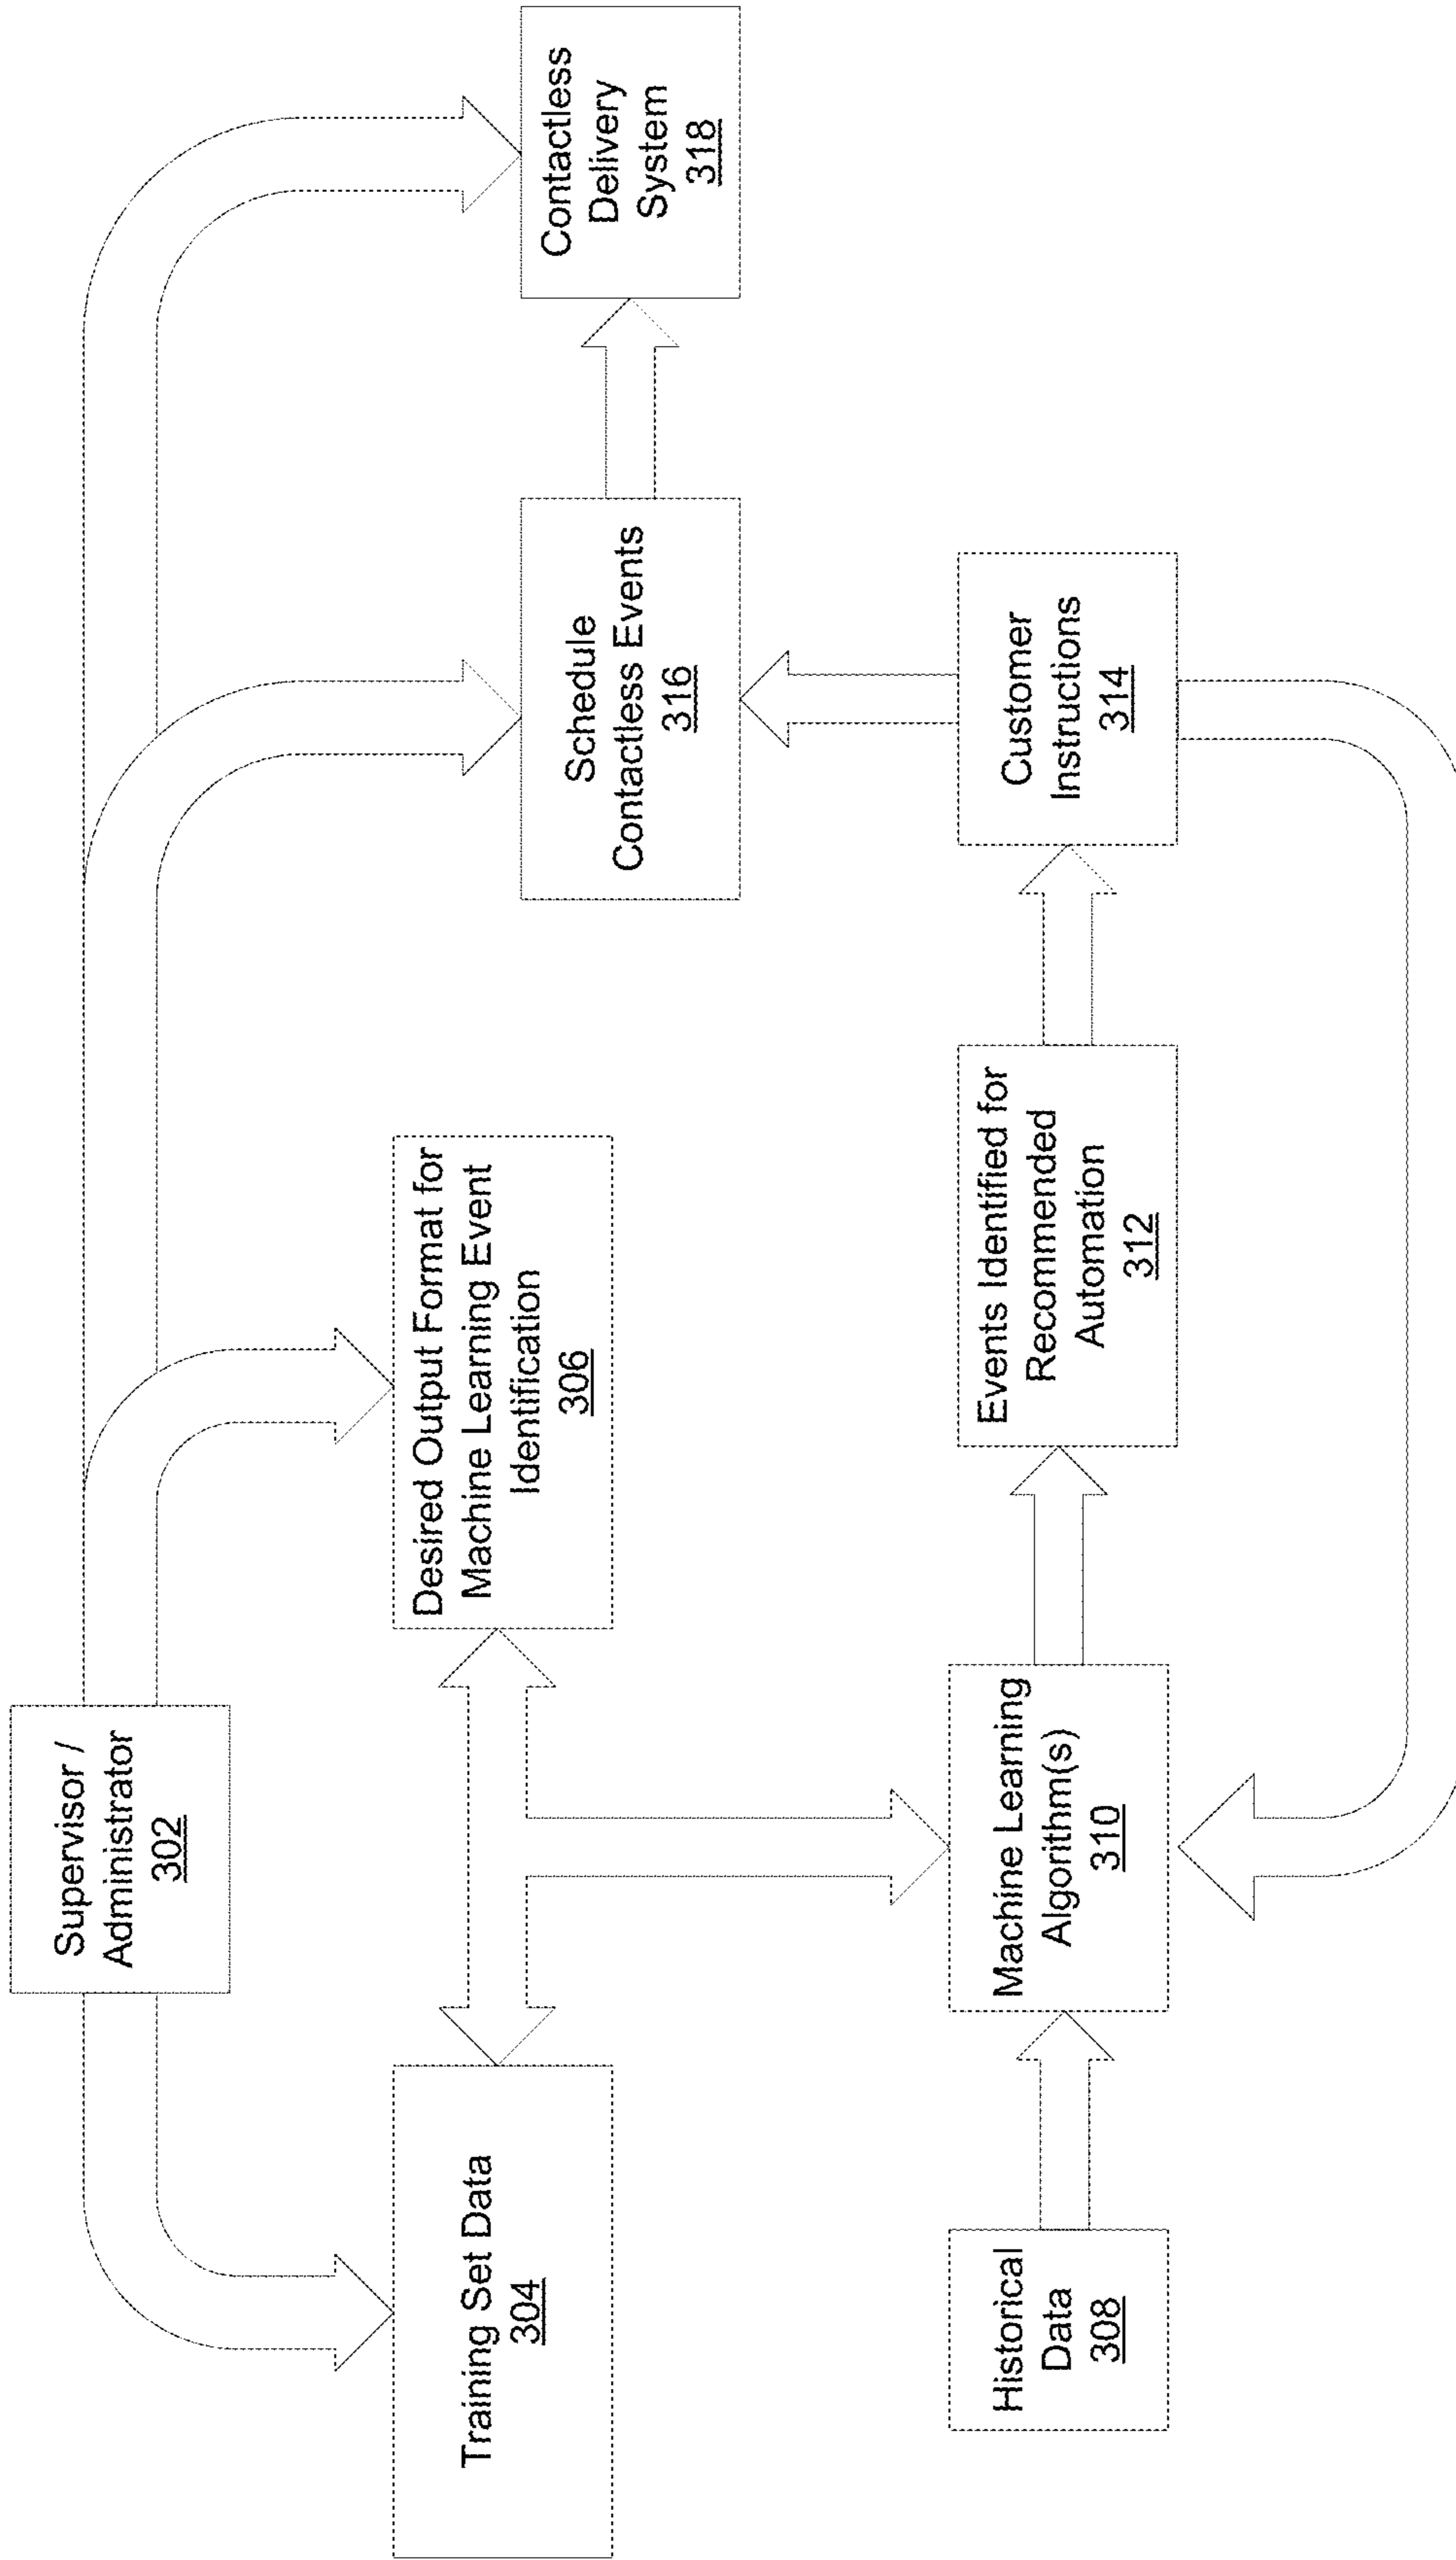 Supervisor /
Administrator
302
Training Set Data
304
Desired Output Format for
Machine Learning Event
Identification
306
Schedule
Contactless Events
316
Contactless
Delivery
System
318
Historical
Data
308
Machine Learning
Algorithm(s)
310
Events Identified for
Recommended
Automation
312
Customer
Instructions
314